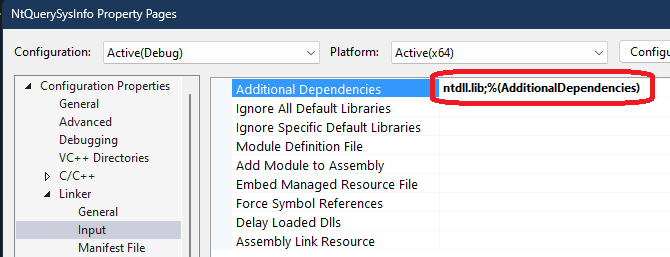 NtQuerySysInfo Property Pages
Configuration: Active(Debug) Platform: Active(x64) Configu
Configuration Properties
General
Advanced
Debugging
VC++ Directories
C/C++
Linker
General
Input
Manifest File
Additional Dependencies ntdll.lib;%(AdditionalDependencies)
Ignore All Default Libraries
Ignore Specific Default Libraries
Module Definition File
Add Module to Assembly
Embed Managed Resource File
Force Symbol References
Delay Loaded Dlls
Assembly Link Resource